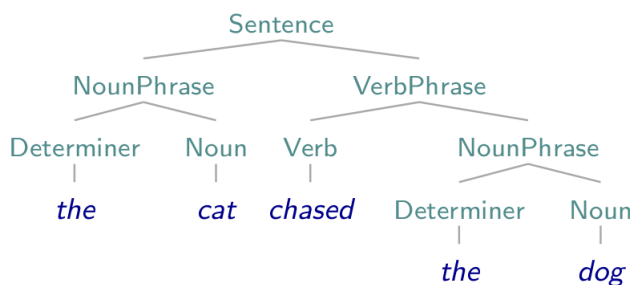 Sentence
NounPhrase VerbPhrase
Determiner Noun Verb NounPhrase
the cat chased Determiner Noun
the dog